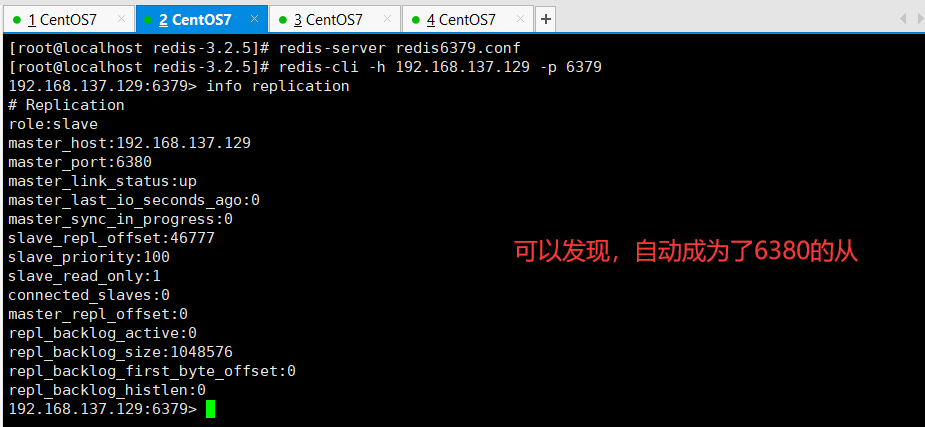 1 CentOS7
2 CentOS7
3 CentOS7
4 CentOS7
[root@localhost redis-3.2.5]# redis-server redis6379.conf
[root@localhost redis-3.2.5]# redis-cli -h 192.168.137.129 -p 6379
192.168.137.129:6379> info replication
# Replication
role:slave
master_host:192.168.137.129
master_port:6380
master_link_status:up
master_last_io_seconds_ago:0
master_sync_in_progress:0
slave_repl_offset:46777
slave_priority:100
slave_read_only:1
connected_slaves:0
master_repl_offset:0
repl_backlog_active:0
repl_backlog_size:1048576
repl_backlog_first_byte_offset:0
repl_backlog_histlen:0
192.168.137.129:6379>
可以发现，自动成为了6380的从